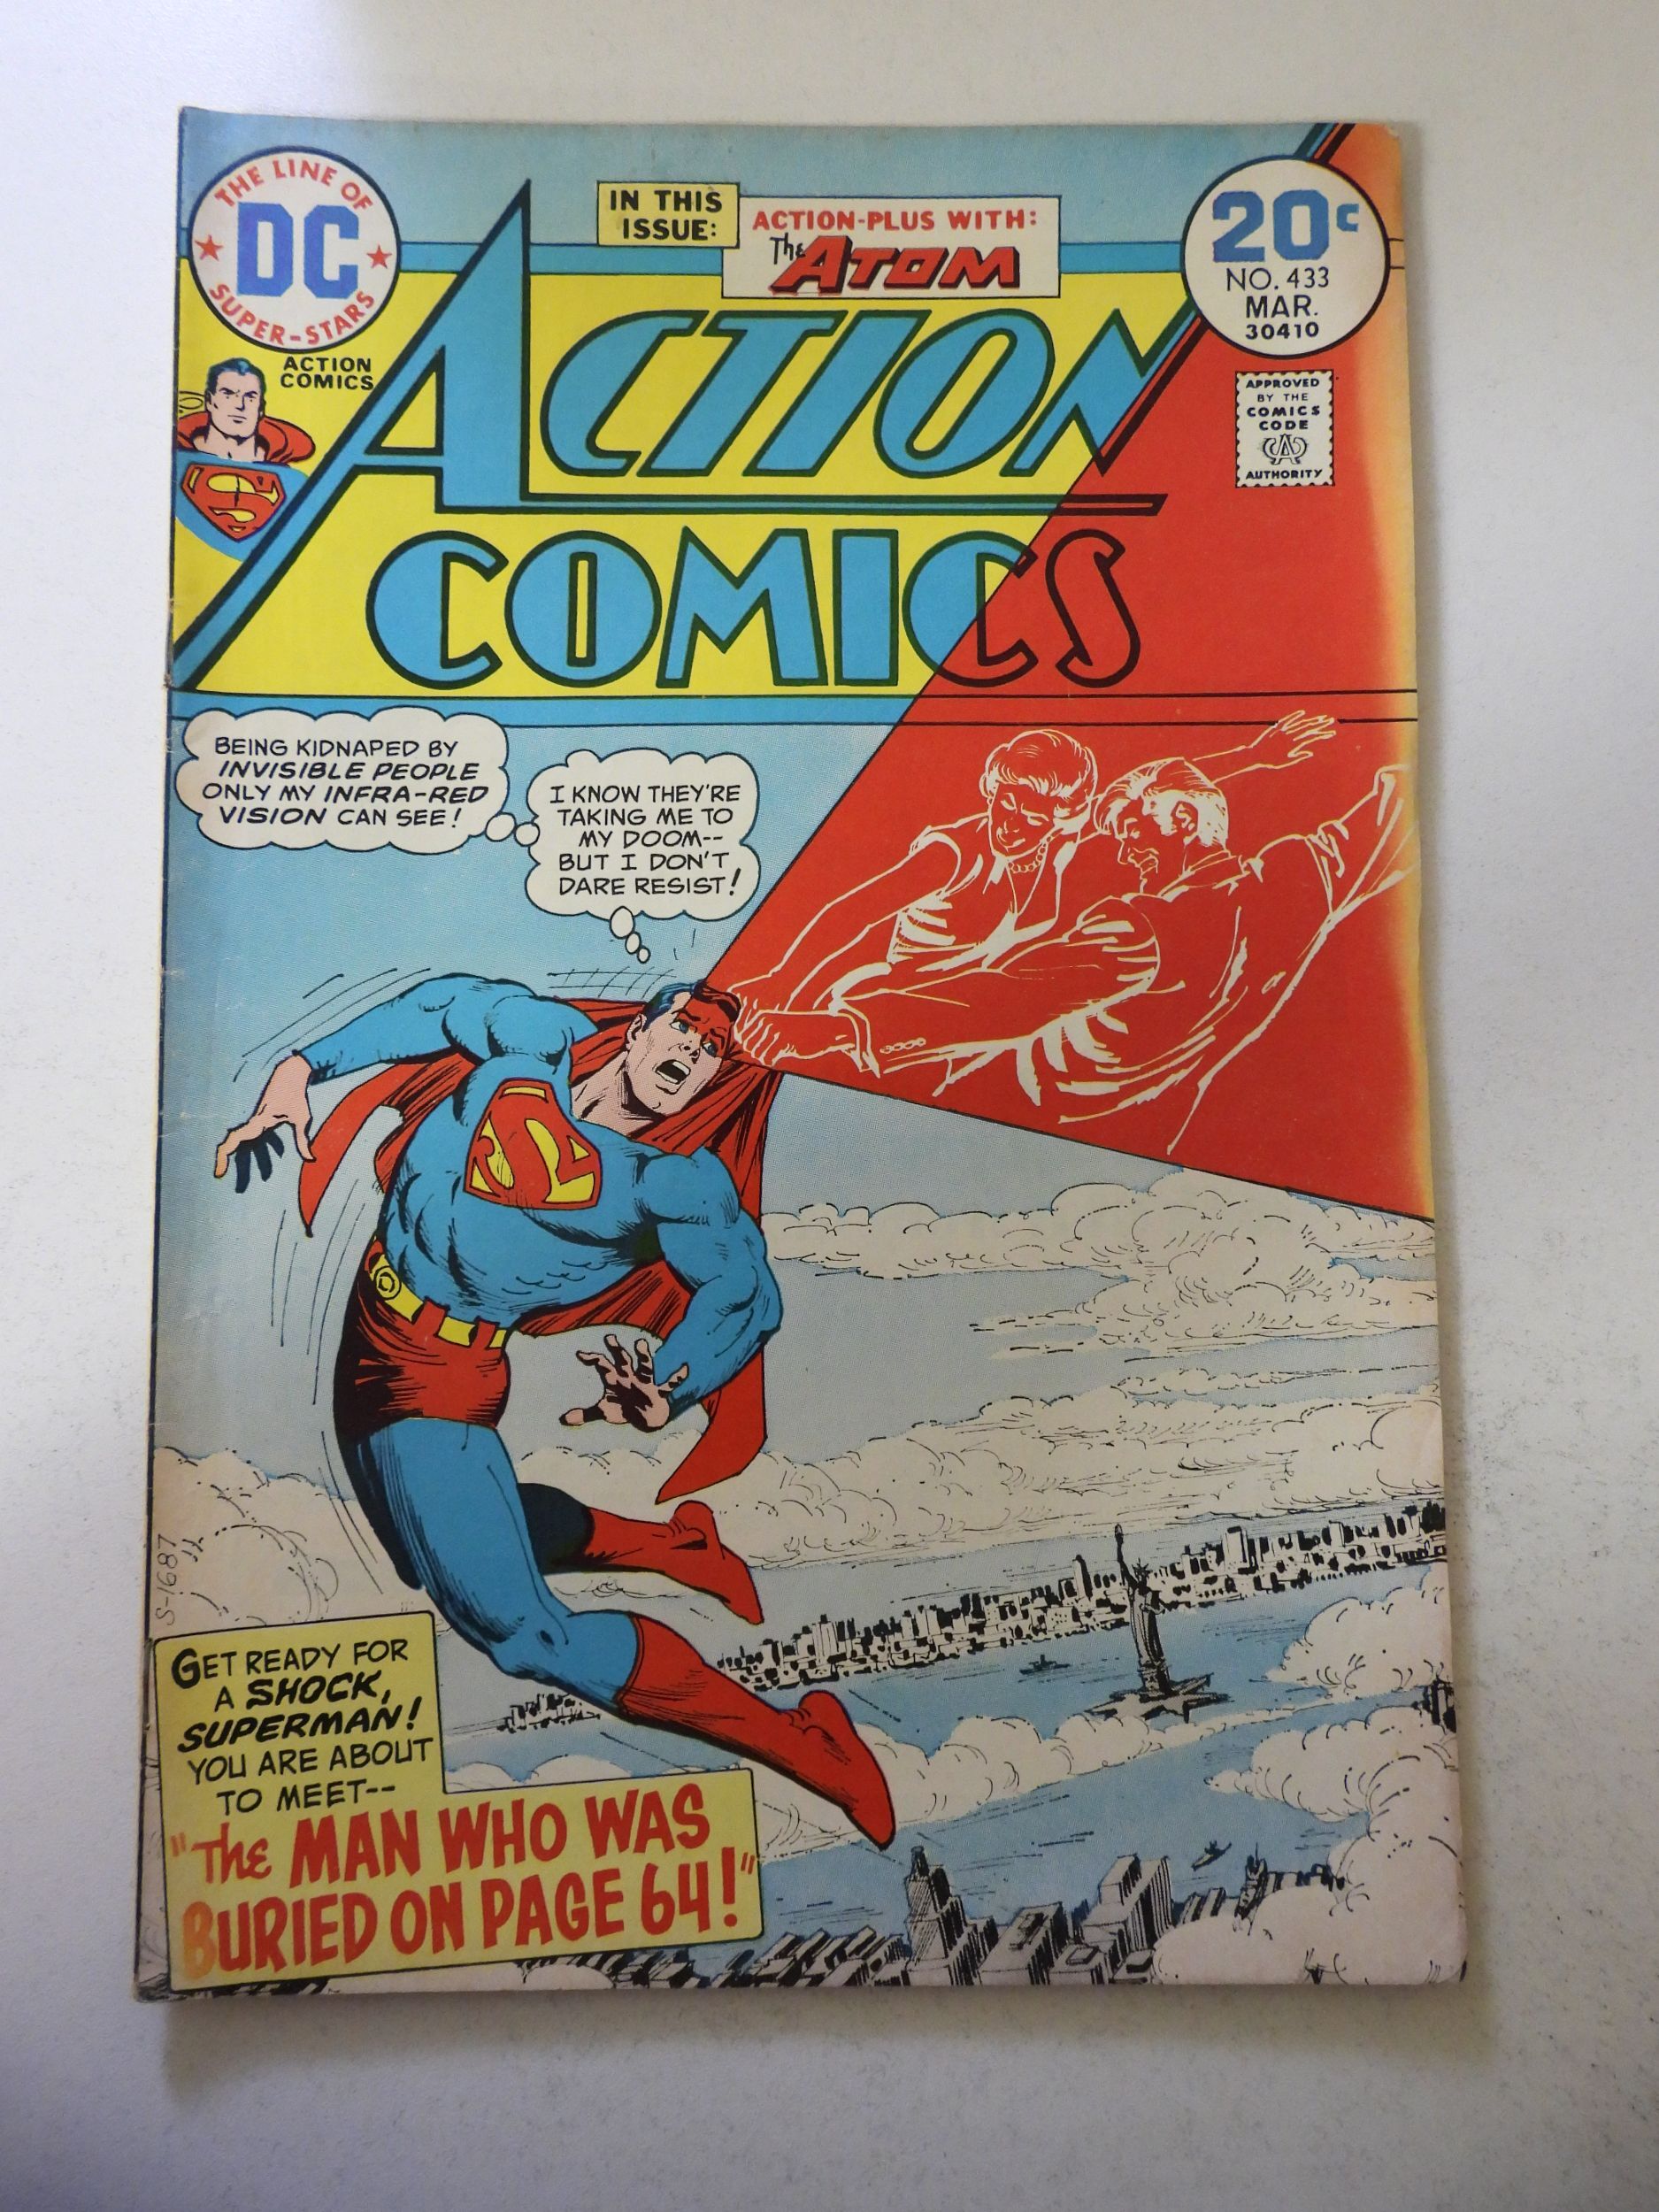 THE LINE OF
DC
SUPER-STARS
ACTION
COMICS
IN THIS
ISSUE:
ACTION-PLUS WITH:
The ATOM
20¢
NO. 433
MAR.
30410
APPROVED
BY THE
COMICS
CODE
CA
AUTHORITY
ACTION
COMICS
S
BEING KIDNAPED BY
INVISIBLE PEOPLE
ONLY MY INFRA-RED
VISION CAN SEE!
I KNOW THEY'RE
TAKING ME TO
MY DOOM--
BUT I DON'T
DARE RESIST!
S
S-1687
GET READY FOR
A SHOCK,
SUPERMAN!
YOU ARE ABOUT
TO MEET--
"The MAN WHO WAS
BURIED ON PAGE 64!"